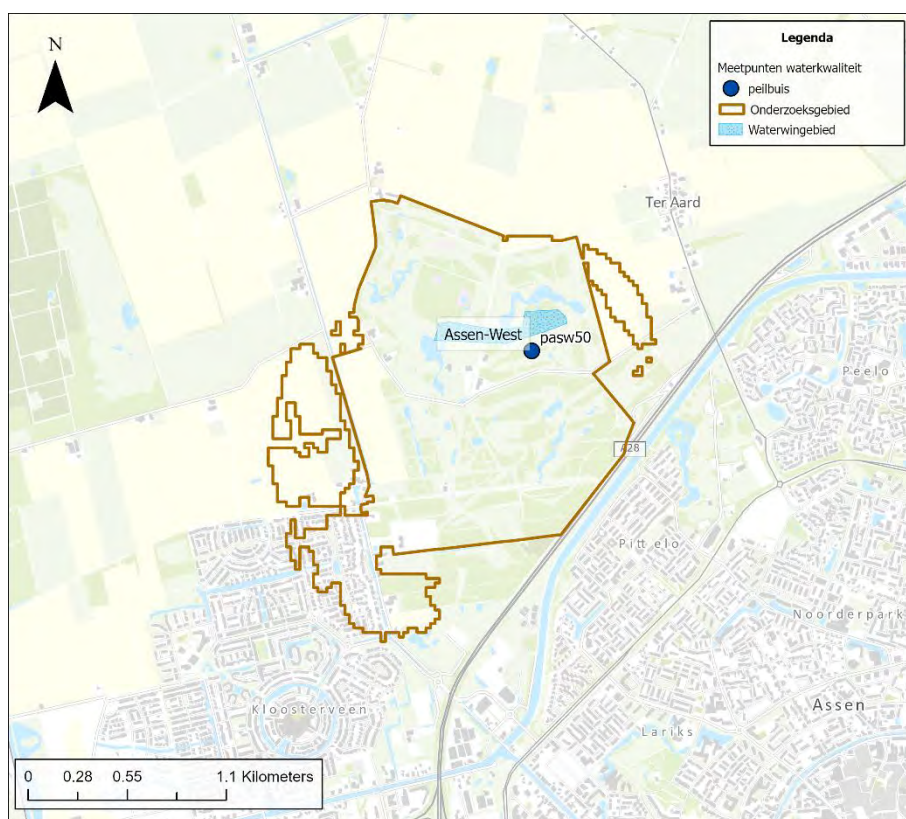 N
Legenda
Meetpunten waterkwaliteit
peilbuis
Onderzoeksgebied
Waterwingebied
Ter Aard
Assen-West
pasw50
Peelo
A28
Pittelo
Noorderpark
Kloosterveen
Assen
Lariks
0 0.28 0.55 1.1 Kilometers